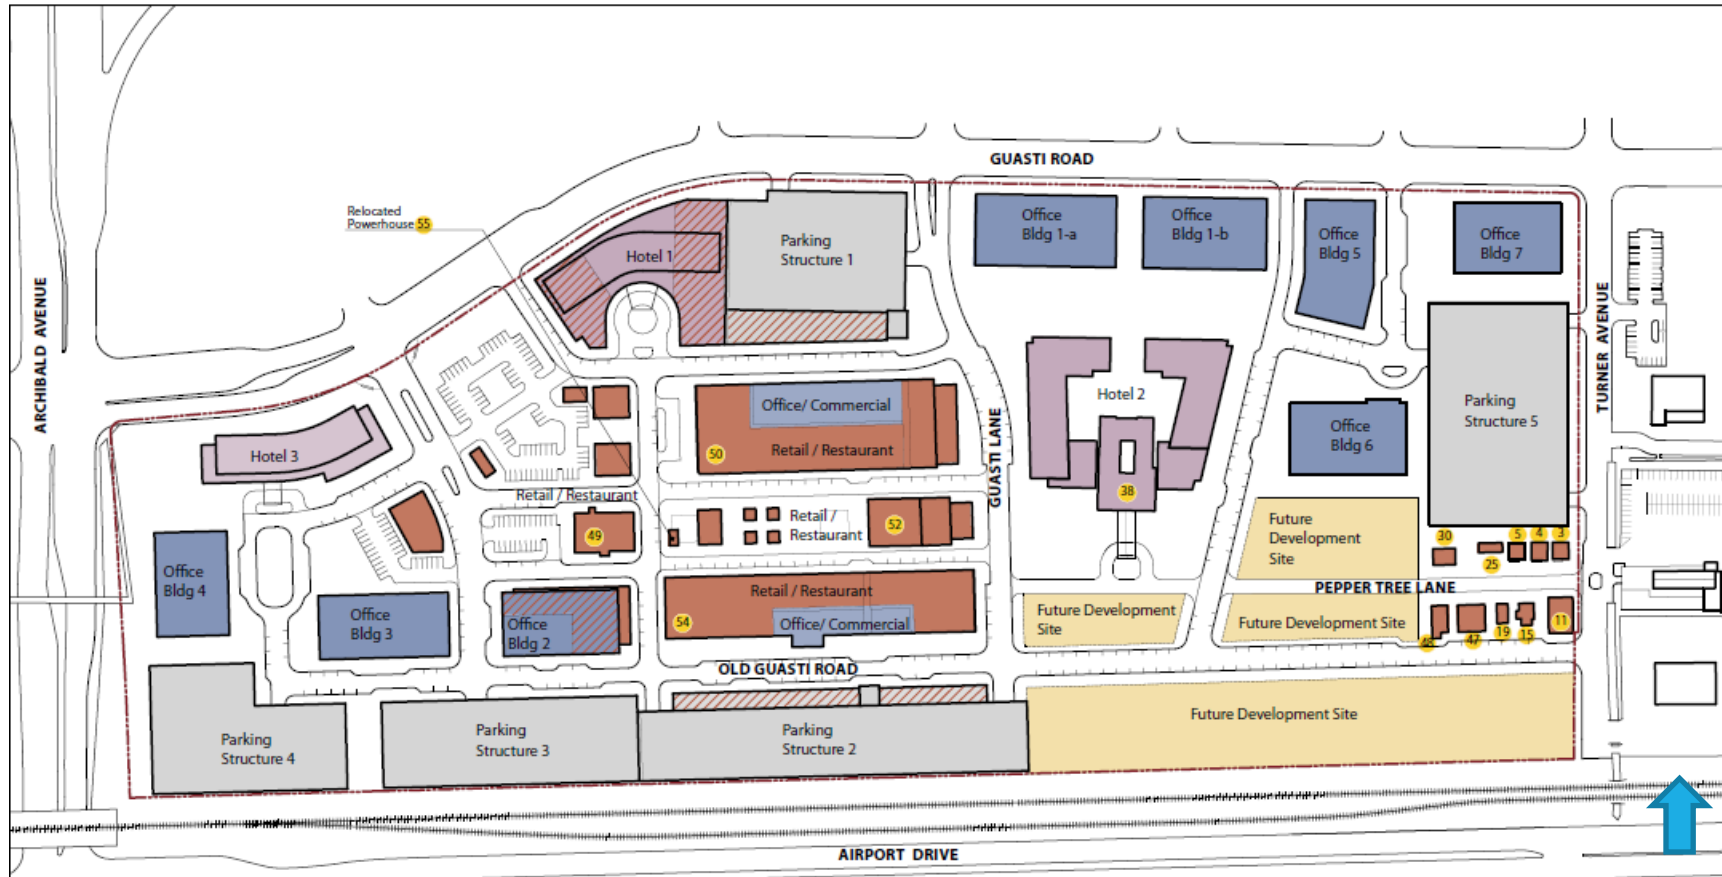 GUASTI ROAD
Relocated
Powerhouse 55
Office
Bldg 1-a
Office
Bldg 1-b
Office
Bldg 5
Office
Bldg 7
Parking
Structure 1
Hotel 1
ARCHIBALD AVENUE
TURNER AVENUE
GUASTI LANE
Hotel 2
38
Office/ Commercial
Retail / Restaurant
50
Parking
Structure 5
Office
Bldg 6
Hotel 3
Retail / Restaurant
49
Retail /
Restaurant
52
Future
Development
Site
30
25
5
4
3
PEPPER TREE LANE
Office
Bldg 4
Office
Bldg 3
Office
Bldg 2
Retail / Restaurant
54
Office/ Commercial
Future Development
Site
Future Development Site
48
47
19
15
11
OLD GUASTI ROAD
Parking
Structure 4
Parking
Structure 3
Parking
Structure 2
Future Development Site
AIRPORT DRIVE